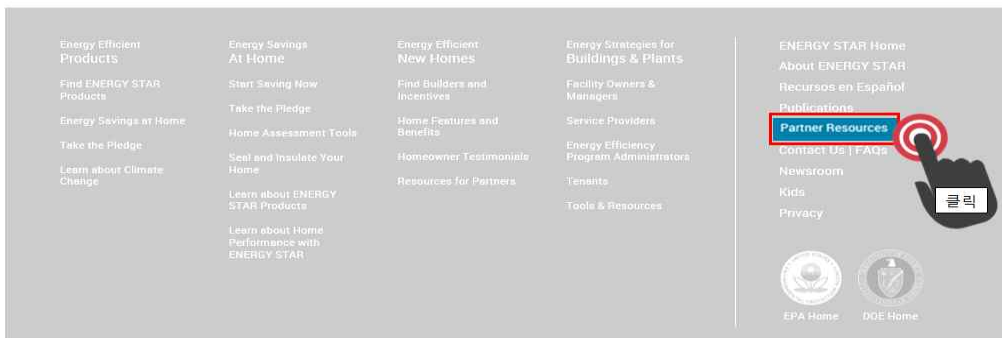 Energy Efficient
Products
Find ENERGY STAR
Products
Energy Savings at Home
Take the Pledge
Learn about Climate
Change
Energy Savings
At Home
Start Saving Now
Take the Pledge
Home Assessment Tools
Seal and Insulate Your
Home
Learn about ENERGY
STAR Products
Learn about Home
Performance with
ENERGY STAR
Energy Efficient
New Homes
Find Builders and
Incentives
Home Features and
Benefits
Homeowner Testimonials
Resources for Partners
Energy Strategies for
Buildings & Plants
Facility Owners &
Managers
Service Providers
Energy Efficiency
Program Administrators
Tenants
Tools & Resources
ENERGY STAR Home
About ENERGY STAR
Recursos en Español
Publications
Partner Resources
Contact Us | FAQs
Newsroom
Kids
Privacy
클릭
EPA Home
DOE Home